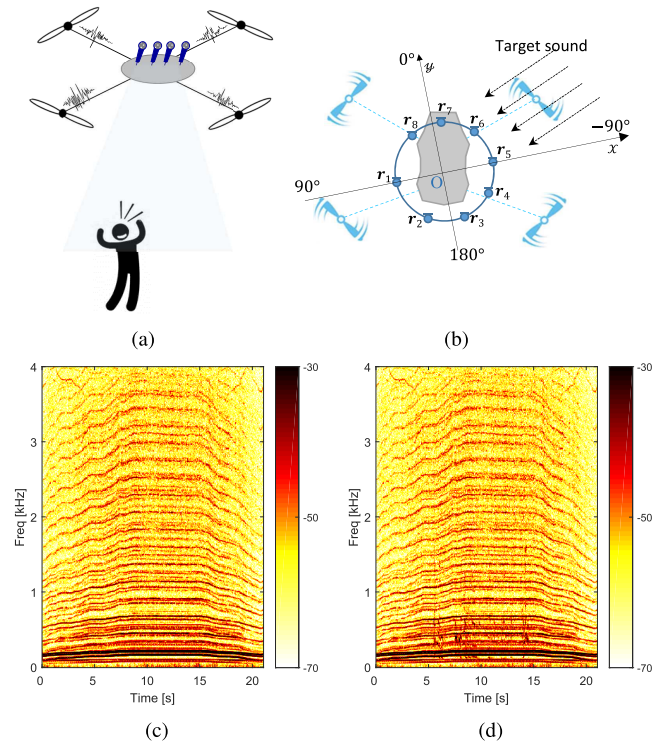 Target sound
0°
𝓎
r7
r8
r6
−90°
r5
x
r1
90°
O
r4
r2
r3
180°
(a)
(b)
4
3
2
1
0
Freq [kHz]
0 5 10 15 20
Time [s]
-30
-50
-70
(c)
4
3
2
1
0
Freq [kHz]
0 5 10 15 20
Time [s]
-30
-50
-70
(d)